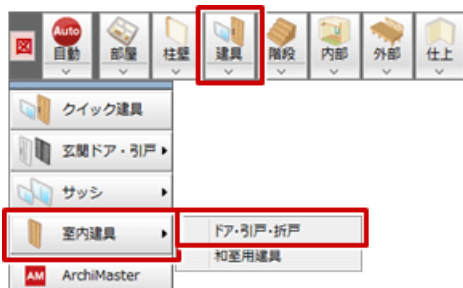 Auto
自動 部屋 柱壁 建具 階段 内部 外部 仕上
クイック建具
玄関ドア・引戸
サッシ
室内建具
ドア・引戸・折戸
和室用建具
AM ArchiMaster